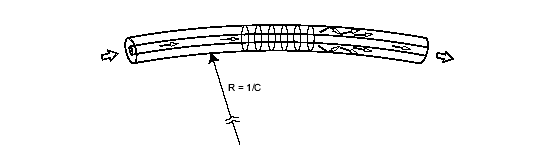 R = 1/C